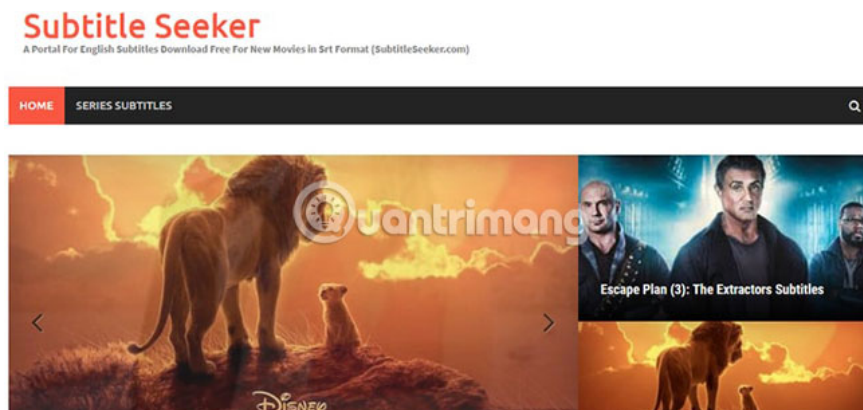 Subtitle Seeker
A Portal For English Subtitles Download Free For New Movies in Srt Format (SubtitleSeeker.com)
HOME SERIES SUBTITLES
uantrimang
Escape Plan (3): The Extractors Subtitles
DISNEY